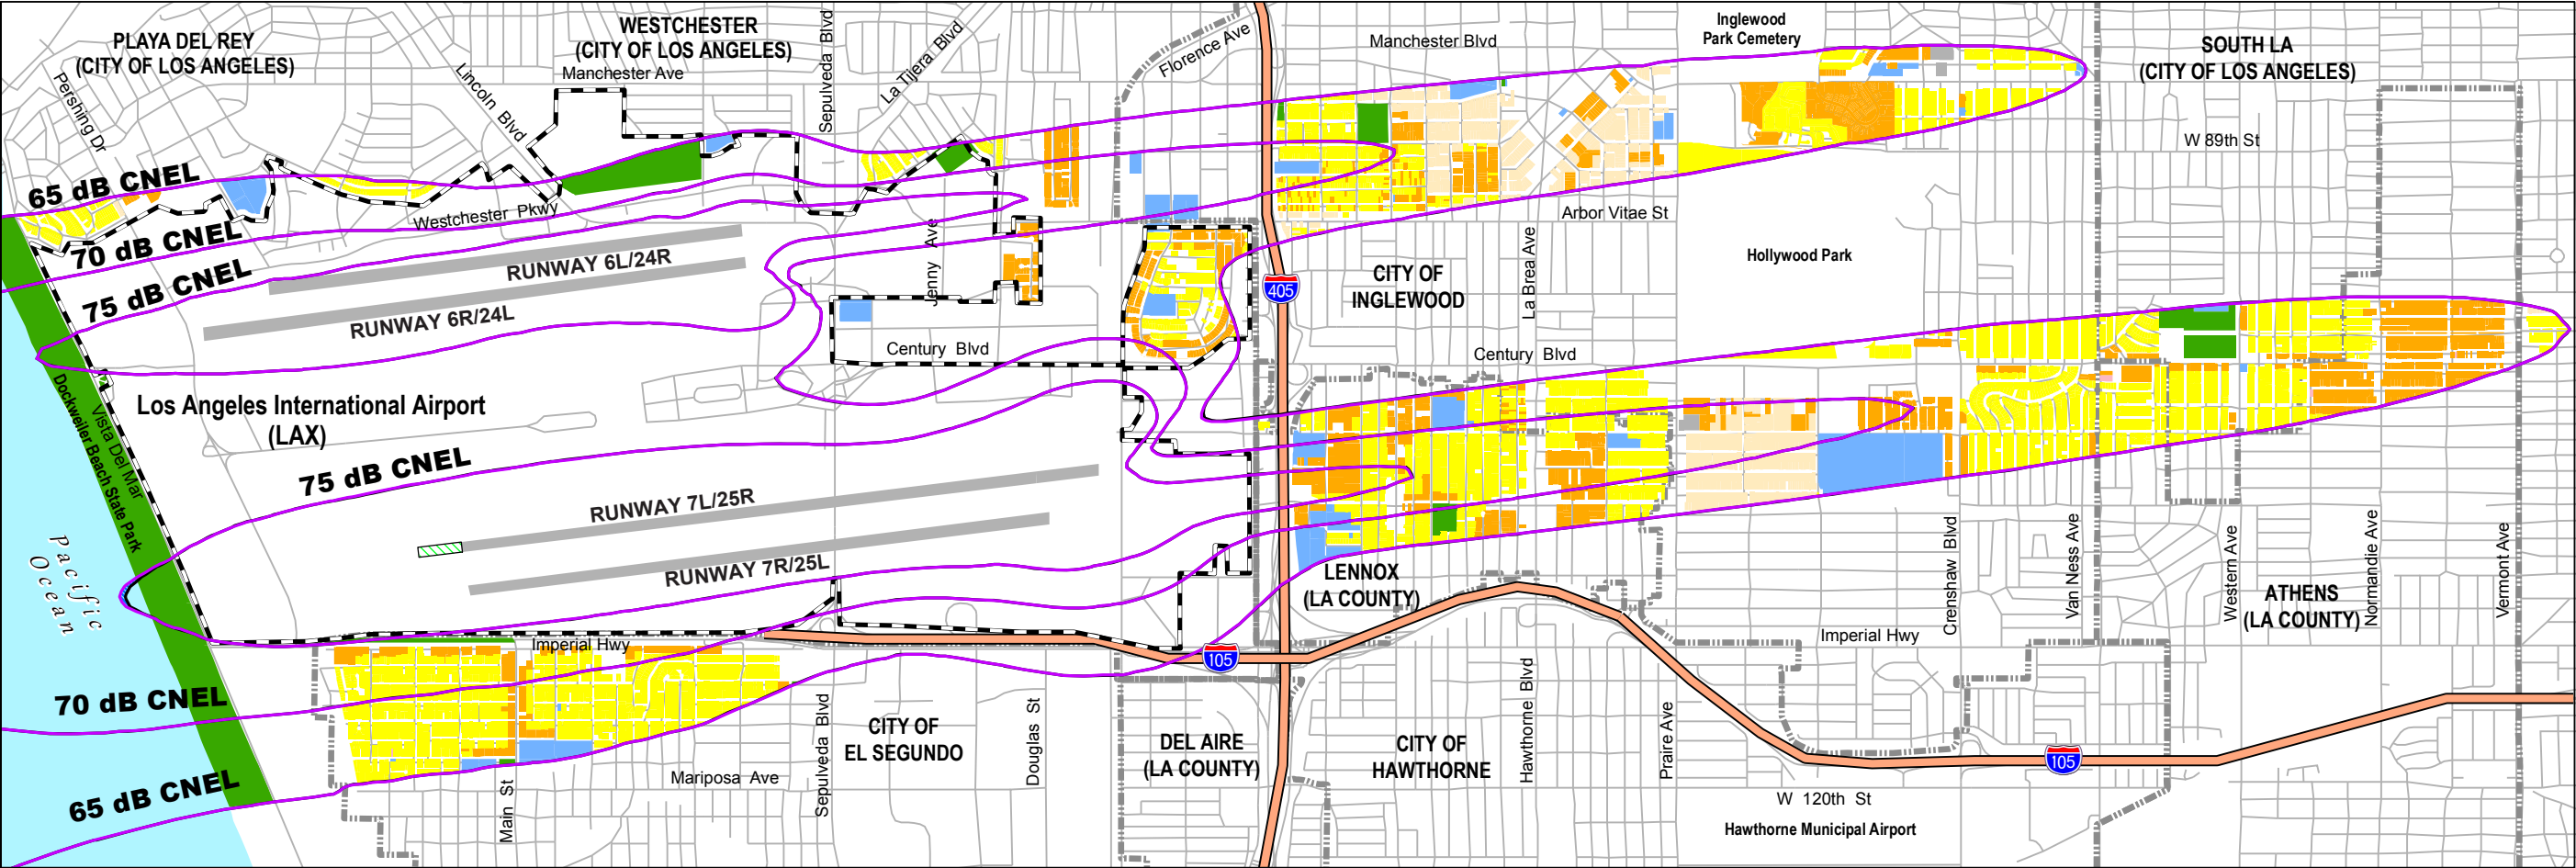 PLAYA DEL REY
(CITY OF LOS ANGELES)
WESTCHESTER
(CITY OF LOS ANGELES)
Manchester Ave
Pershing Dr
Lincoln Blvd
Sepulveda Blvd
La Tijera Blvd
Florence Ave
Manchester Blvd
Inglewood
Park Cemetery
SOUTH LA
(CITY OF LOS ANGELES)
W 89th St
65 dB CNEL
70 dB CNEL
75 dB CNEL
Westchester Pkwy
RUNWAY 6L/24R
RUNWAY 6R/24L
Jenny Ave
Century Blvd
Arbor Vitae St
La Brea Ave
Hollywood Park
405
CITY OF
INGLEWOOD
Century Blvd
Los Angeles International Airport
(LAX)
Vista Del Mar
Dockweiler Beach State Park
Pacific
Ocean
75 dB CNEL
RUNWAY 7L/25R
RUNWAY 7R/25L
LENNOX
(LA COUNTY)
Crenshaw Blvd
Van Ness Ave
Western Ave
Normandie Ave
Vermont Ave
ATHENS
(LA COUNTY)
Imperial Hwy
105
Imperial Hwy
70 dB CNEL
65 dB CNEL
Main St
Mariposa Ave
Sepulveda Blvd
CITY OF
EL SEGUNDO
Douglas St
DEL AIRE
(LA COUNTY)
CITY OF
HAWTHORNE
Hawthorne Blvd
Praire Ave
105
W 120th St
Hawthorne Municipal Airport